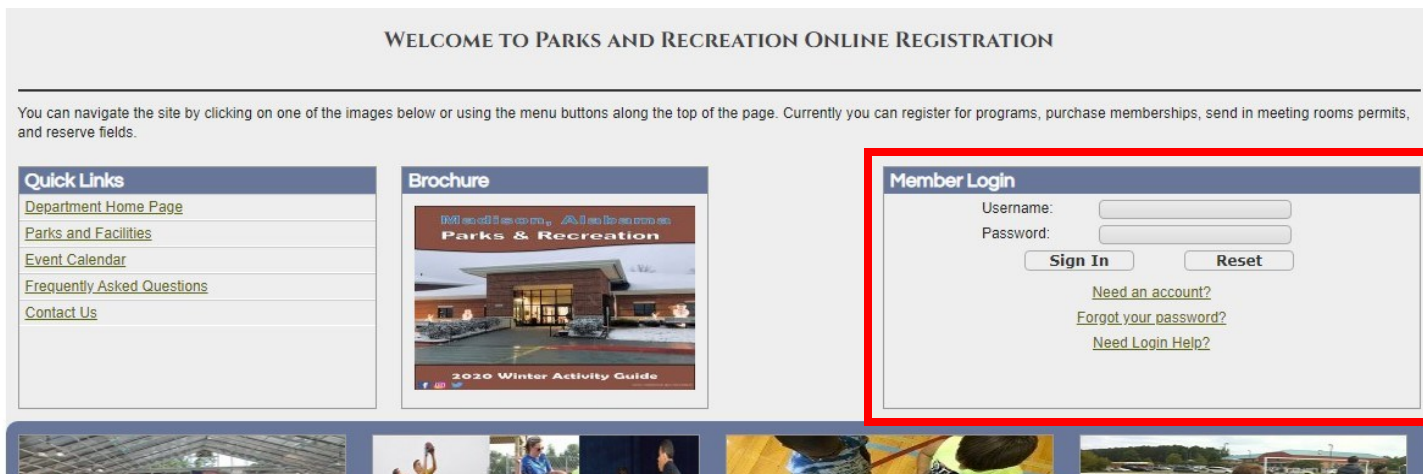 WELCOME TO PARKS AND RECREATION ONLINE REGISTRATION
You can navigate the site by clicking on one of the images below or using the menu buttons along the top of the page. Currently you can register for programs, purchase memberships, send in meeting rooms permits,
and reserve fields.
Quick Links
Department Home Page
Parks and Facilities
Event Calendar
Frequently Asked Questions
Contact Us
Brochure
Madison, Alabama
Parks & Recreation
2020 Winter Activity Guide
Member Login
Username:
Password:
Sign In Reset
Need an account?
Forgot your password?
Need Login Help?